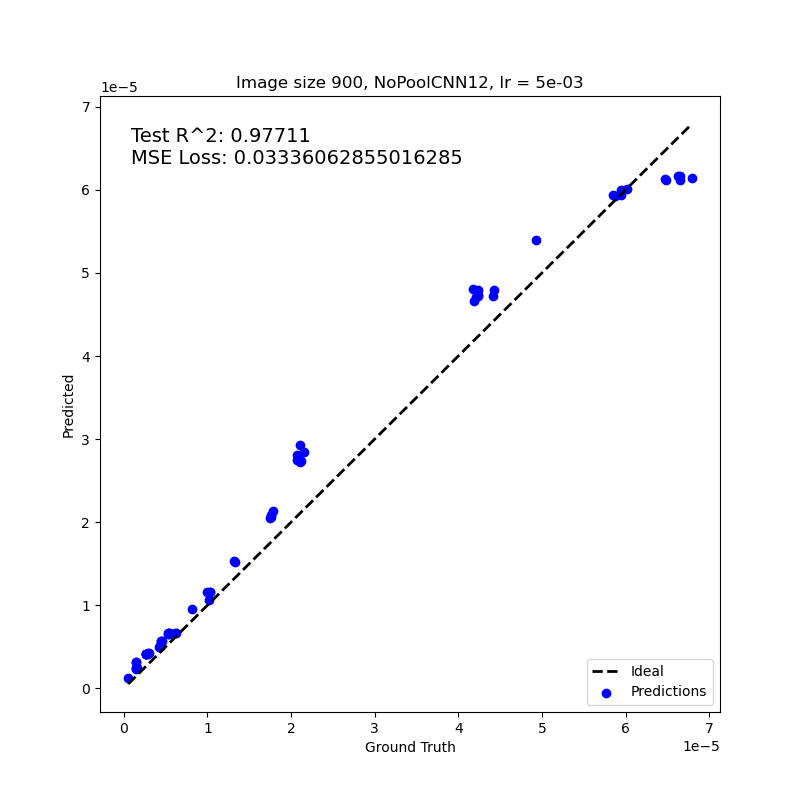 Image size 900, NoPoolCNN12, lr = 5e-03
1e−5
Test R^2: 0.97711
MSE Loss: 0.03336062855016285
7
6
5
4
3
2
1
0
Predicted
Ideal
Predictions
0 1 2 3 4 5 6 7
Ground Truth
1e−5